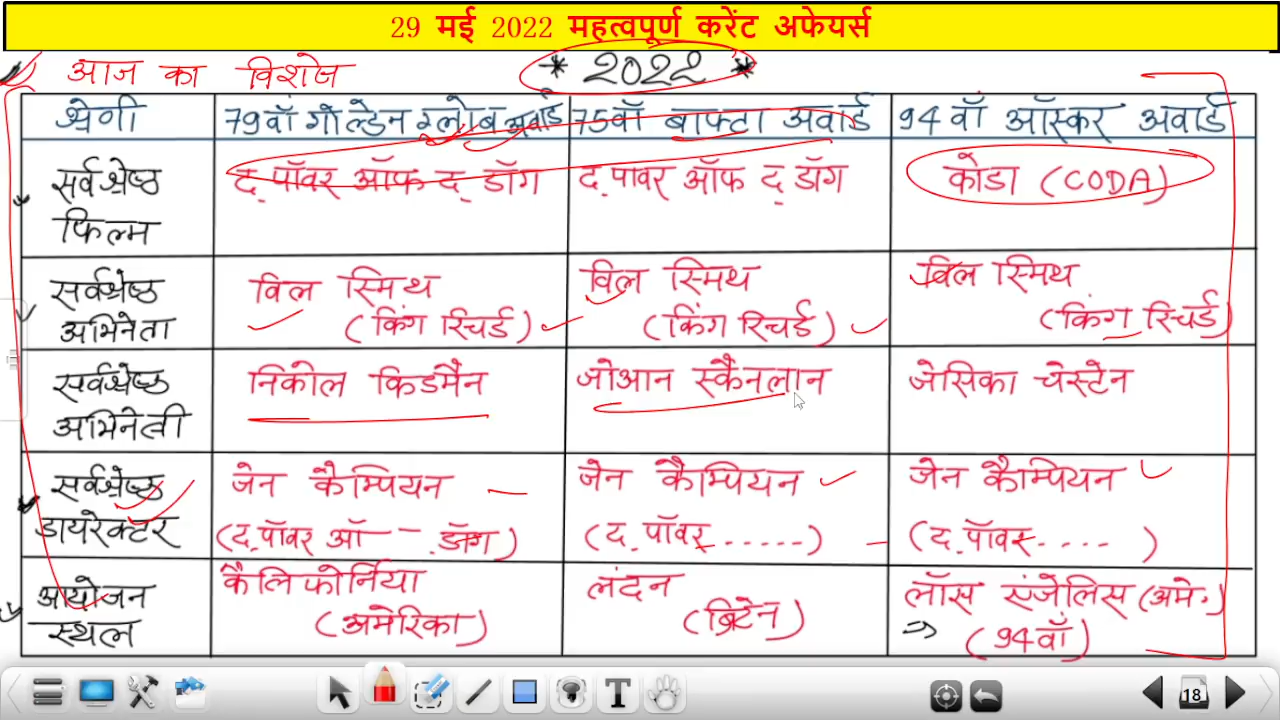 29 मई 2022 महत्वपूर्ण करेंट अफेयर्स
आज का विशेष * 2022 *
श्रेणी 79वाँ गोल्डेन ग्लोब अवार्ड 75वाँ बाफ्टा अवार्ड 94वाँ ऑस्कर अवार्ड
सर्वश्रेष्ठ फिल्म द पॉवर ऑफ द डॉग द पावर ऑफ द डॉग कोडा (CODA)
सर्वश्रेष्ठ अभिनेता विल स्मिथ (किंग रिचर्ड) विल स्मिथ (किंग रिचर्ड) विल स्मिथ (किंग रिचर्ड)
सर्वश्रेष्ठ अभिनेत्री निकोल किडमैन जोआन स्कैनलान जेसिका चेस्टेन
सर्वश्रेष्ठ डायरेक्टर जेन कैम्पियन (द पॉवर ऑ — डॉग) जेन कैम्पियन (द पॉवर......) जेन कैम्पियन (द पॉवर....)
आयोजन स्थल कैलिफोर्निया (अमेरिका) लंदन (ब्रिटेन) लॉस एंजेलिस (अमे.) ⇒ (94वाँ)
T
18